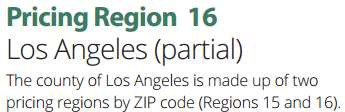 Pricing Region 16
Los Angeles (partial)
The county of Los Angeles is made up of two
pricing regions by ZIP code (Regions 15 and 16).